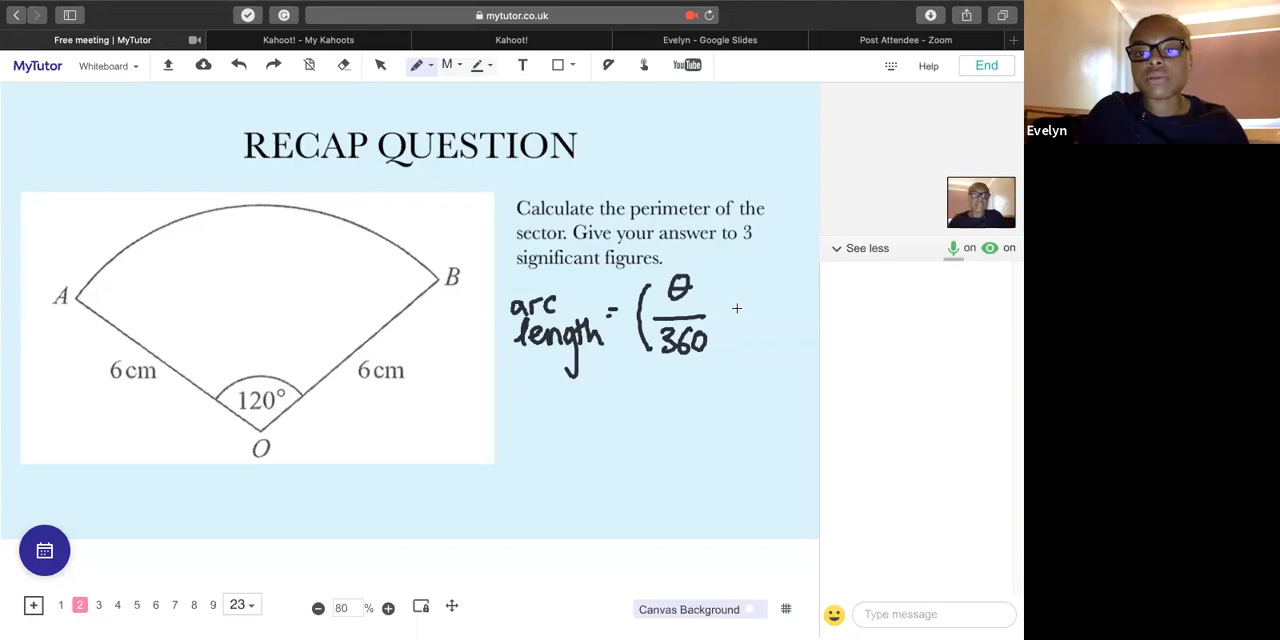 mytutor.co.uk
Free meeting | MyTutor
Kahoot! - My Kahoots
Kahoot!
Evelyn - Google Slides
Post Attendee - Zoom
MyTutor
Whiteboard
M
T
YouTube
Help
End
Evelyn
RECAP QUESTION
Calculate the perimeter of the
sector. Give your answer to 3
significant figures.
A
B
6 cm
6 cm
120°
O
arc
length = ( θ
360
See less
on
on
1 2 3 4 5 6 7 8 9 23
80 %
Canvas Background
Type message